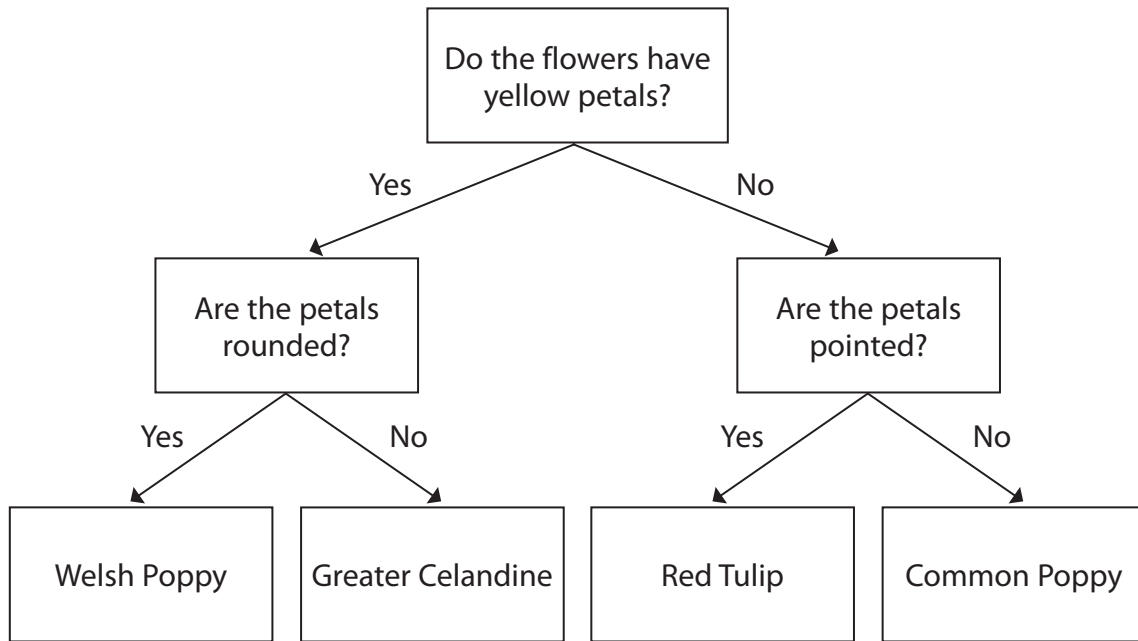 Do the flowers have
yellow petals?
Yes
No
Are the petals
rounded?
Are the petals
pointed?
Yes
No
Yes
No
Welsh Poppy
Greater Celandine
Red Tulip
Common Poppy